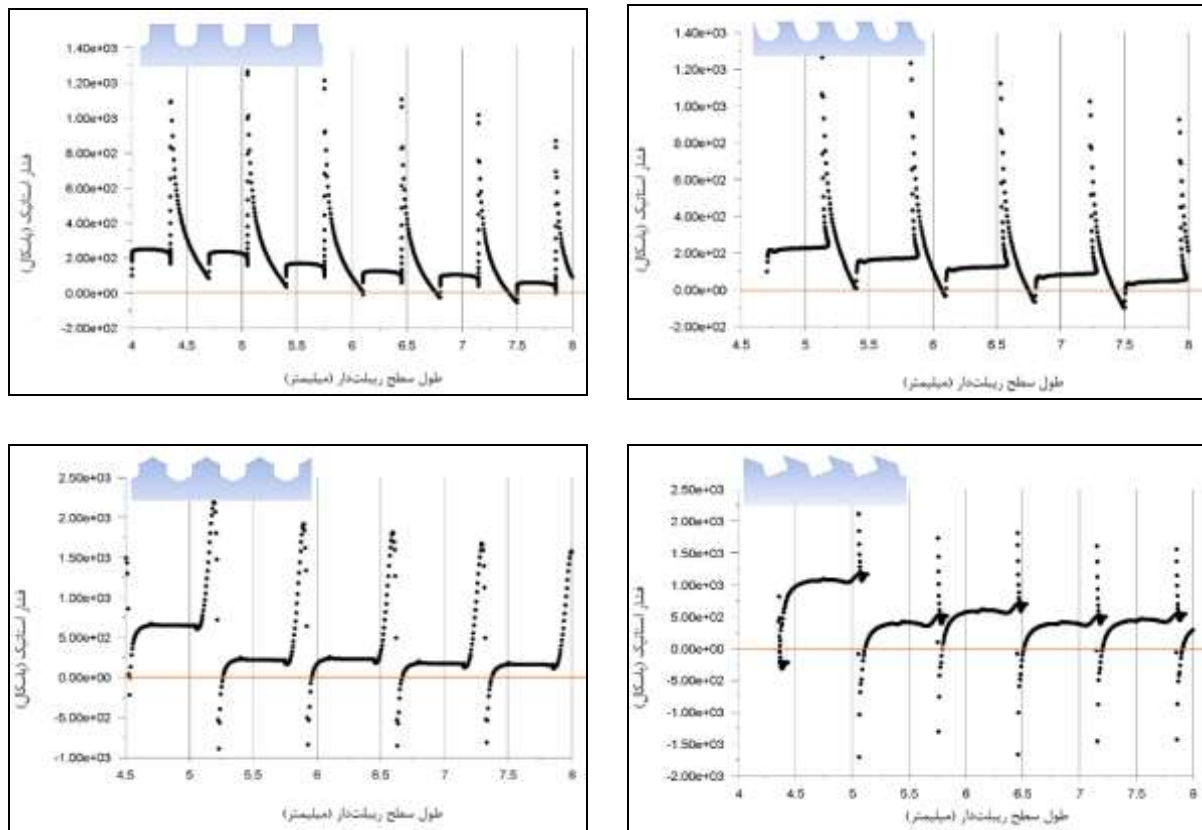 1.40e+03
1.20e+03
1.00e+03
8.00e+02
6.00e+02
4.00e+02
2.00e+02
0.00e+00
-2.00e+02
فشار استاتیک (پاسکال)
4 4.5 5 5.5 6 6.5 7 7.5 8
طول سطح ریبلت‌دار (میلیمتر)
1.40e+03
1.20e+03
1.00e+03
8.00e+02
6.00e+02
4.00e+02
2.00e+02
0.00e+00
-2.00e+02
فشار استاتیک (پاسکال)
4.5 5 5.5 6 6.5 7 7.5 8
طول سطح ریبلت‌دار (میلیمتر)
2.50e+03
2.00e+03
1.50e+03
1.00e+03
5.00e+02
0.00e+00
-5.00e+02
-1.00e+03
فشار استاتیک (پاسکال)
4.5 5 5.5 6 6.5 7 7.5 8
طول سطح ریبلت‌دار (میلیمتر)
2.50e+03
2.00e+03
1.50e+03
1.00e+03
5.00e+02
0.00e+00
-5.00e+02
-1.00e+03
-1.50e+03
-2.00e+03
فشار استاتیک (پاسکال)
4 4.5 5 5.5 6 6.5 7 7.5 8
طول سطح ریبلت‌دار (میلیمتر)